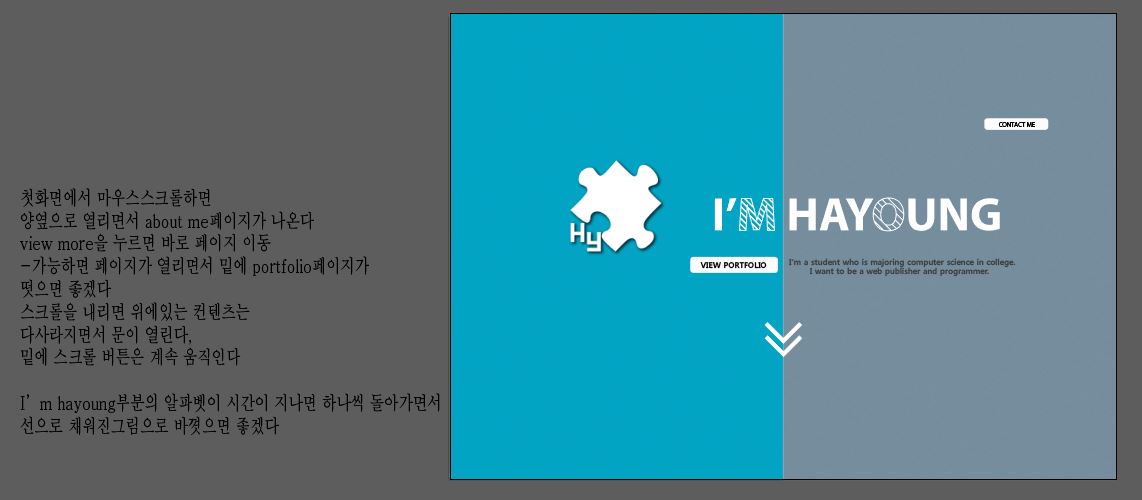 첫화면에서 마우스스크롤하면
양옆으로 열리면서 about me페이지가 나온다
view more을 누르면 바로 페이지 이동
-가능하면 페이지가 열리면서 밑에 portfolio페이지가
떳으면 좋겠다
스크롤을 내리면 위에있는 컨텐츠는
다사라지면서 문이 열린다,
밑에 스크롤 버튼은 계속 움직인다
I'm hayoung부분의 알파벳이 시간이 지나면 하나씩 돌아가면서
선으로 채워진그림으로 바꼇으면 좋겠다
CONTACT ME
Hy
I'M HAYOUNG
VIEW PORTFOLIO
I'm a student who is majoring computer science in college.
I want to be a web publisher and programmer.